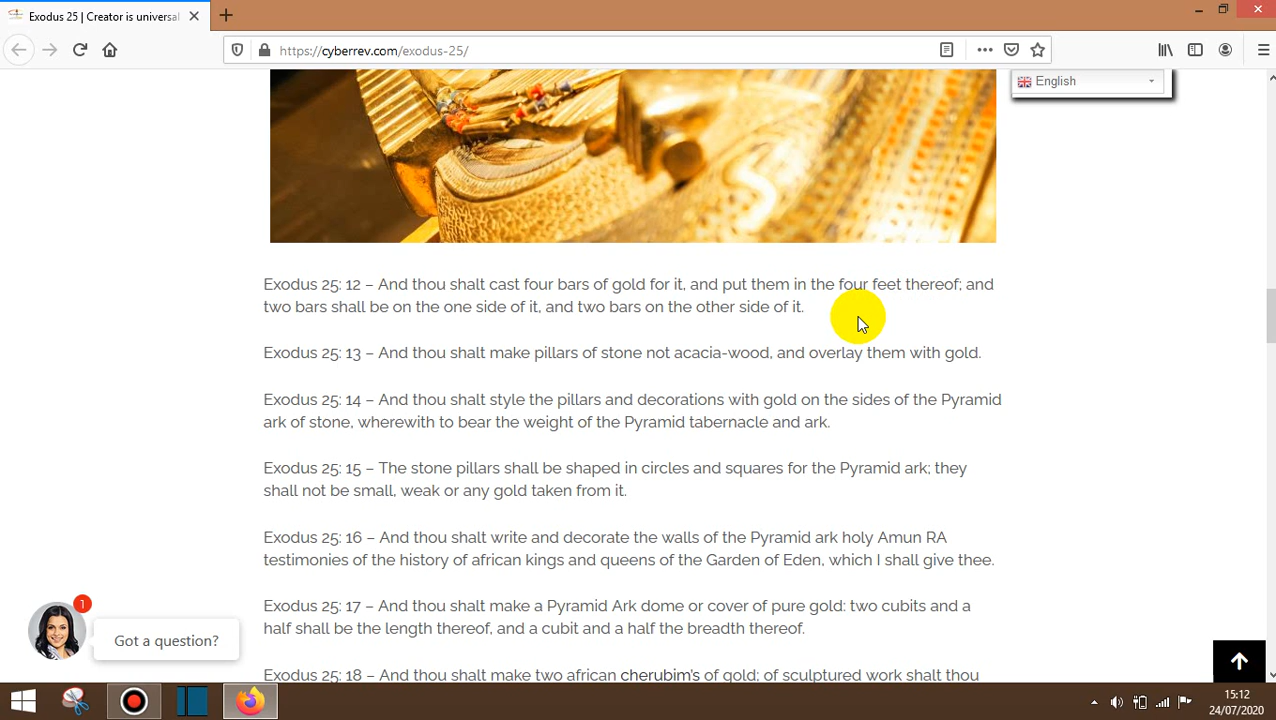 Exodus 25 | Creator is universal
https://cyberrev.com/exodus-25/
English
Exodus 25: 12 – And thou shalt cast four bars of gold for it, and put them in the four feet thereof; and
two bars shall be on the one side of it, and two bars on the other side of it.
Exodus 25: 13 – And thou shalt make pillars of stone not acacia-wood, and overlay them with gold.
Exodus 25: 14 – And thou shalt style the pillars and decorations with gold on the sides of the Pyramid
ark of stone, wherewith to bear the weight of the Pyramid tabernacle and ark.
Exodus 25: 15 – The stone pillars shall be shaped in circles and squares for the Pyramid ark; they
shall not be small, weak or any gold taken from it.
Exodus 25: 16 – And thou shalt write and decorate the walls of the Pyramid ark holy Amun RA
testimonies of the history of african kings and queens of the Garden of Eden, which I shall give thee.
Exodus 25: 17 – And thou shalt make a Pyramid Ark dome or cover of pure gold: two cubits and a
half shall be the length thereof, and a cubit and a half the breadth thereof.
1
Got a question?
Exodus 25: 18 – And thou shalt make two african cherubim's of gold; of sculptured work shalt thou
15:12
24/07/2020